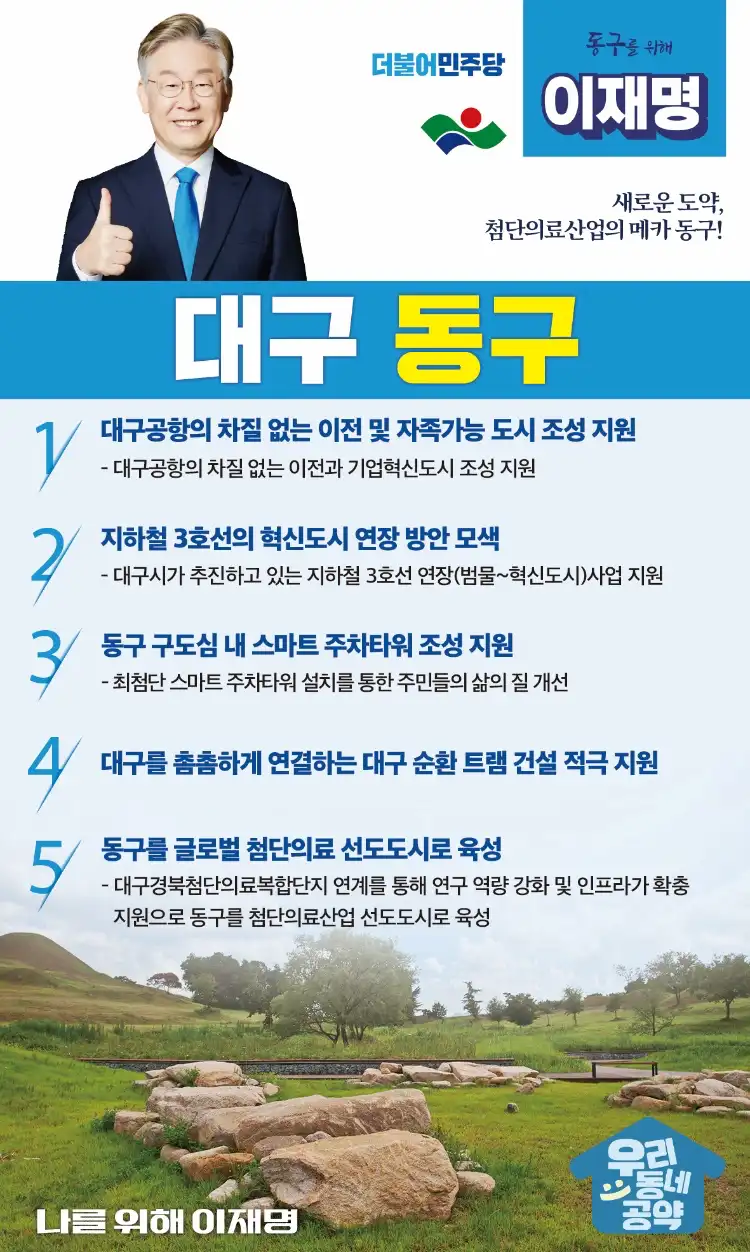 더불어민주당
동구를 위해
이재명
새로운 도약,
첨단의료산업의 메카 동구!
대구 동구
1 대구공항의 차질 없는 이전 및 자족가능 도시 조성 지원
- 대구공항의 차질 없는 이전과 기업혁신도시 조성 지원
2 지하철 3호선의 혁신도시 연장 방안 모색
- 대구시가 추진하고 있는 지하철 3호선 연장(범물~혁신도시)사업 지원
3 동구 구도심 내 스마트 주차타워 조성 지원
- 최첨단 스마트 주차타워 설치를 통한 주민들의 삶의 질 개선
4 대구를 촘촘하게 연결하는 대구 순환 트램 건설 적극 지원
5 동구를 글로벌 첨단의료 선도도시로 육성
- 대구경북첨단의료복합단지 연계를 통해 연구 역량 강화 및 인프라가 확충
지원으로 동구를 첨단의료산업 선도도시로 육성
우리
동네
공약
나를 위해 이재명